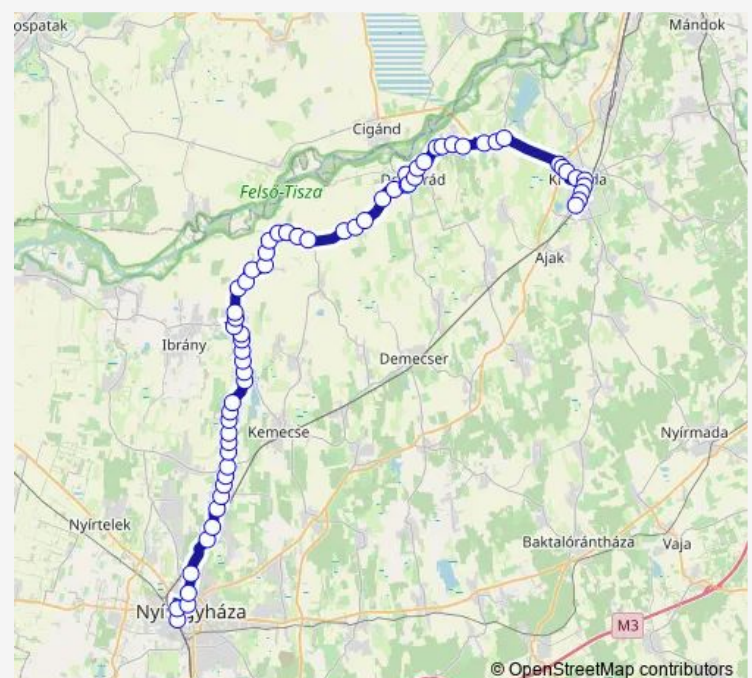 ospatak
Mándok
Cigánd
Felső-Tisza
Ajak
Ibrány
Demecser
Kemecse
Nyírmada
Nyírtelek
Baktalórántháza
Vaja
M3
© OpenStreetMap contributors